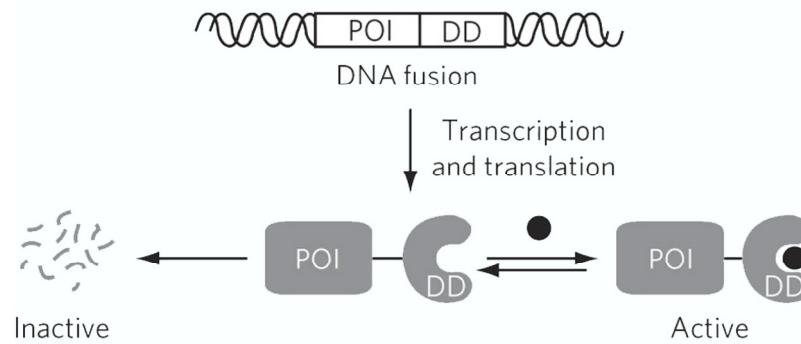 POI DD
DNA fusion
Transcription
and translation
POI DD POI DD
Inactive Active